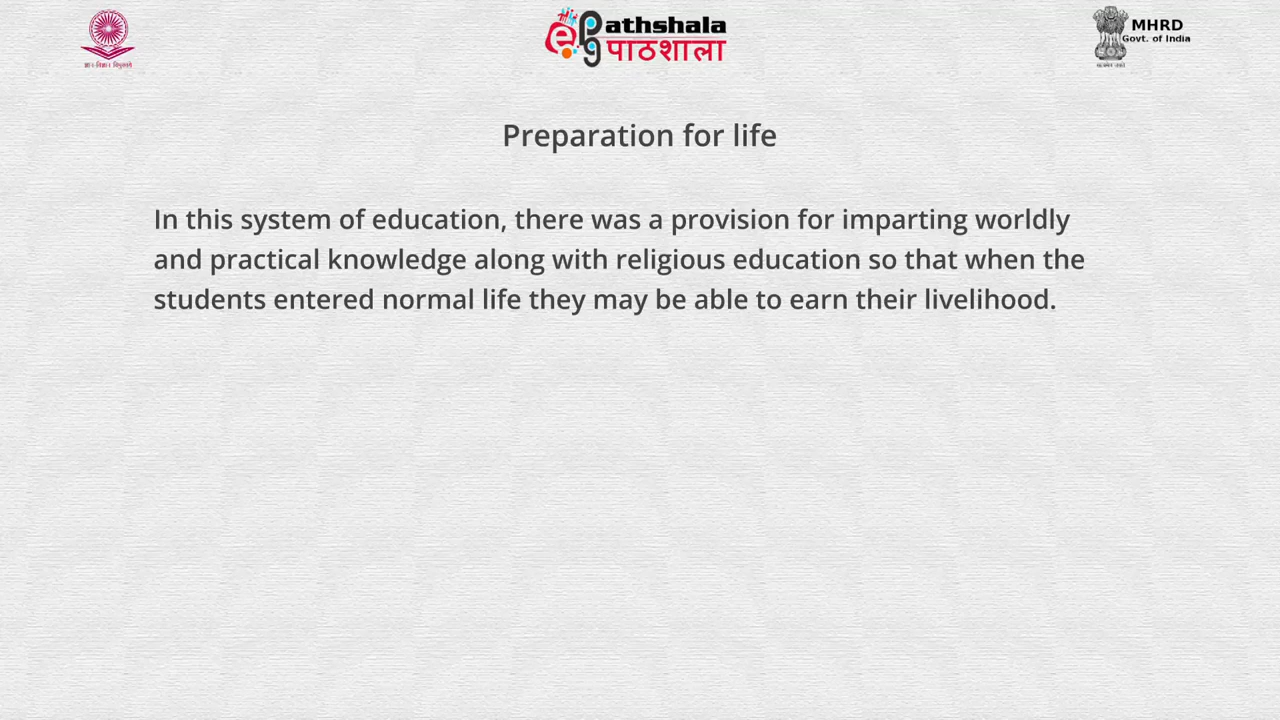 ePathshala
पाठशाला
MHRD
Govt. of India
Preparation for life
In this system of education, there was a provision for imparting worldly
and practical knowledge along with religious education so that when the
students entered normal life they may be able to earn their livelihood.